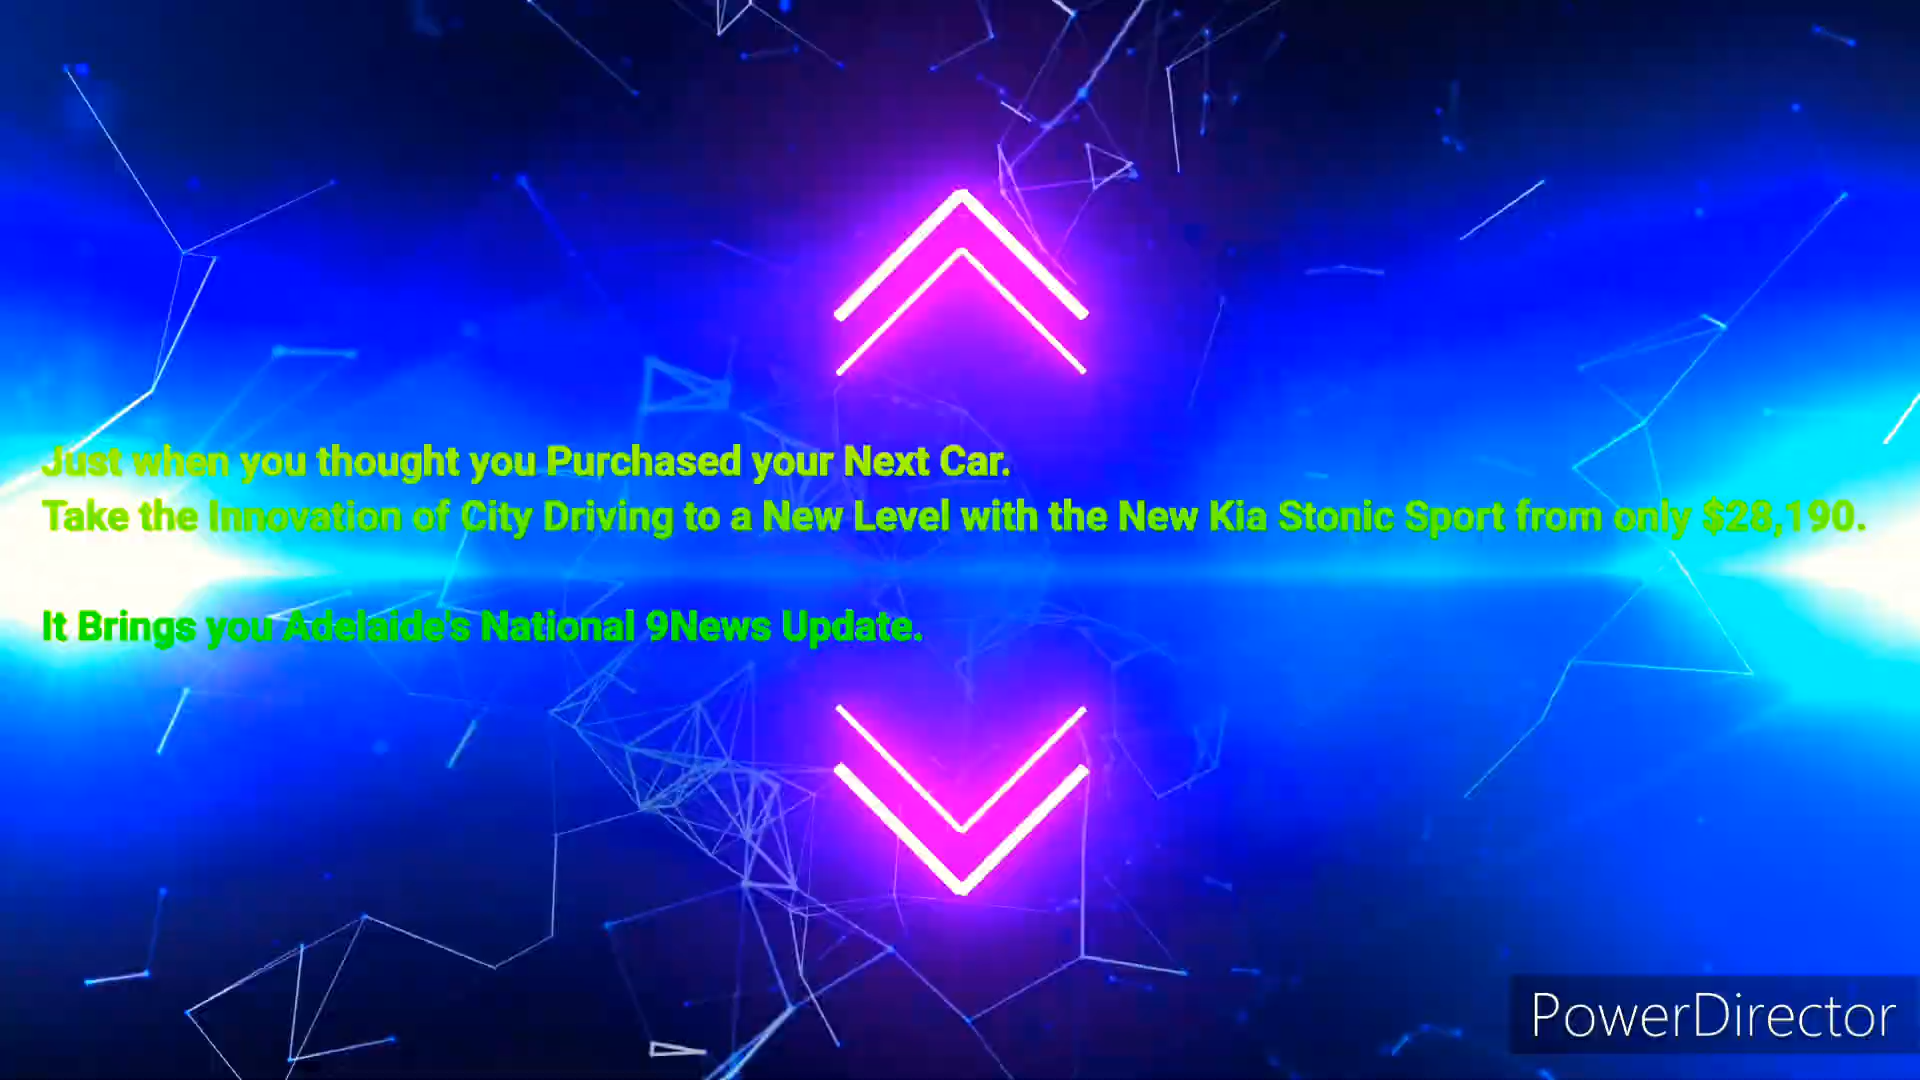 Just when you thought you Purchased your Next Car.
Take the Innovation of City Driving to a New Level with the New Kia Stonic Sport from only $28,190.
It Brings you Adelaide's National 9News Update.
PowerDirector